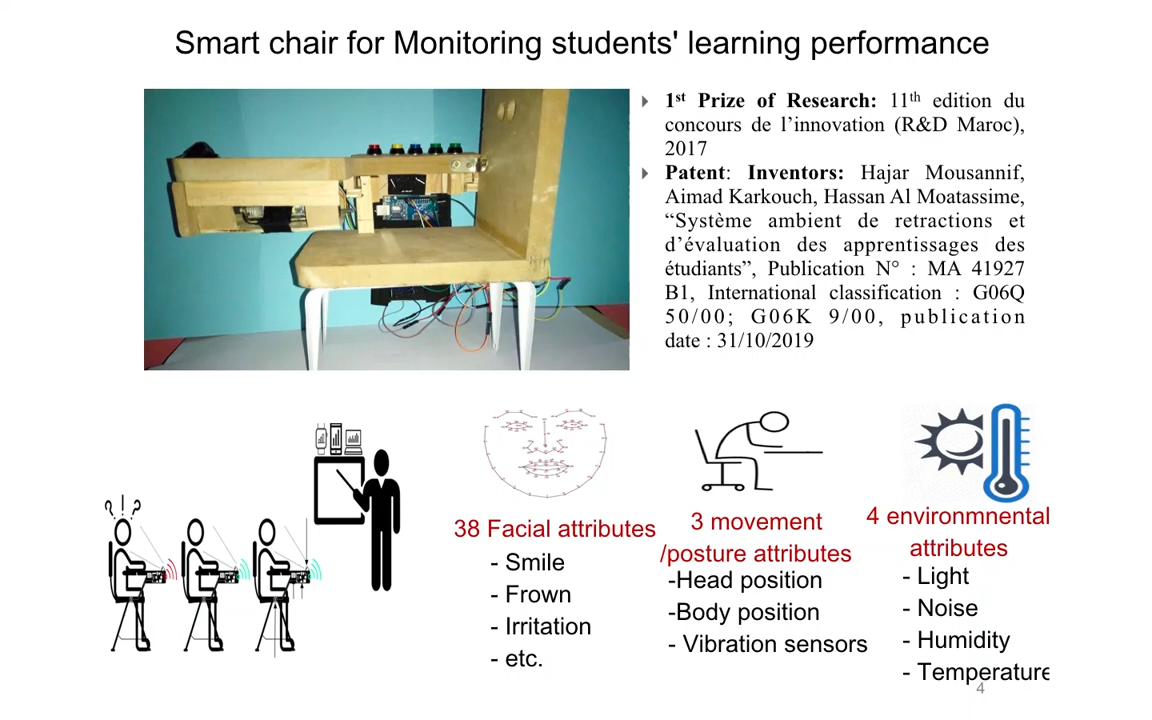 Smart chair for Monitoring students' learning performance
1st Prize of Research: 11th edition du
concours de l’innovation (R&D Maroc),
2017
Patent: Inventors: Hajar Mousannif,
Aimad Karkouch, Hassan Al Moatassime,
“Système ambient de retractions et
d’évaluation des apprentissages des
étudiants”, Publication N° : MA 41927
B1, International classification : G06Q
50/00; G06K 9/00, publication
date : 31/10/2019
? ! ?
38 Facial attributes
- Smile
- Frown
- Irritation
- etc.
3 movement
/posture attributes
-Head position
-Body position
- Vibration sensors
4 environmnental
attributes
- Light
- Noise
- Humidity
- Temperature
4